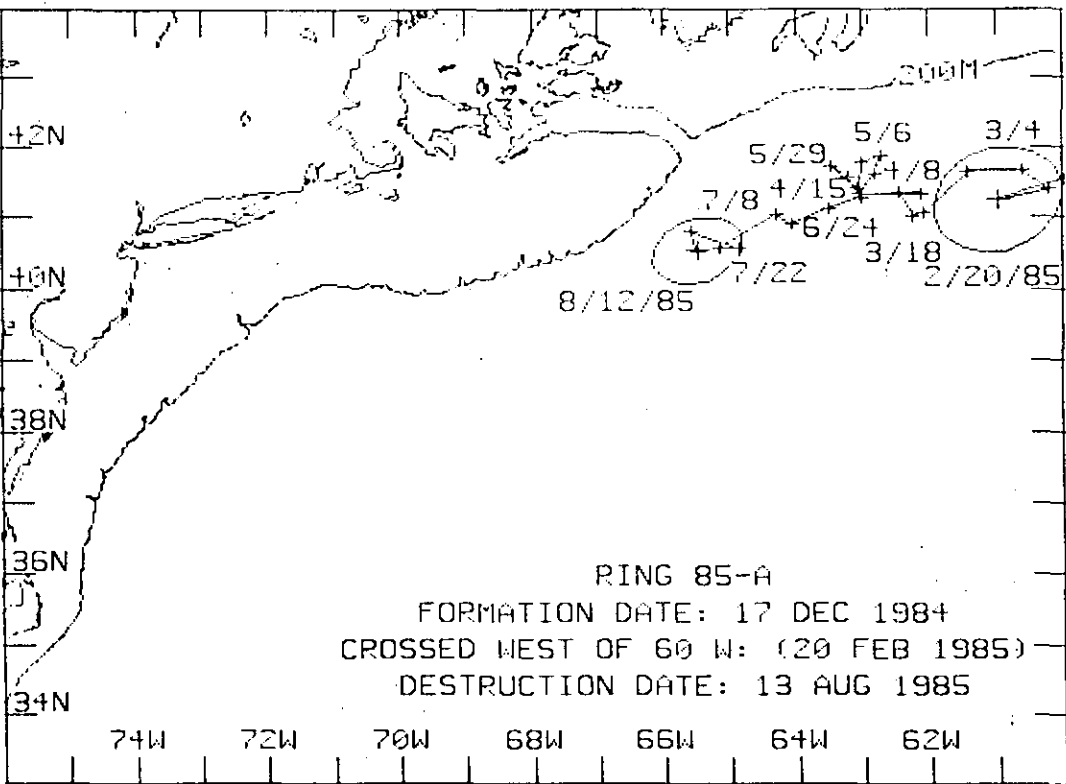 200M
42N
5/6
3/4
5/29
4/15
/8
7/8
6/24
3/18
7/22
2/20/85
40N
8/12/85
38N
36N
RING 85-A
FORMATION DATE: 17 DEC 1984
CROSSED WEST OF 60 W: (20 FEB 1985)
DESTRUCTION DATE: 13 AUG 1985
34N
74W 72W 70W 68W 66W 64W 62W